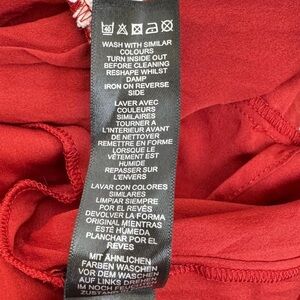 WASH WITH SIMILAR
COLOURS
TURN INSIDE OUT
BEFORE CLEANING
RESHAPE WHILST
DAMP
IRON ON REVERSE
SIDE
LAVER AVEC
COULEURS
SIMILAIRES
TOURNER A
L'INTERIEUR AVANT
DE NETTOYER
REMETTRE EN FORME
LORSQUE LE
VÊTEMENT EST
HUMIDE
REPASSER SUR
L'ENVERS
LAVAR CON COLORES
SIMILARES
LIMPIAR SIEMPRE
POR EL REVÉS
DEVOLVER LA FORMA
ORIGINAL MIENTRAS
ESTÉ HÚMEDA
PLANCHAR POR EL
REVÉS
MIT ÄHNLICHEN
FARBEN WASCHEN
VOR DEM WASCHEN
AUF LINKS DREHEN
IM NOCH FEUCHTEN